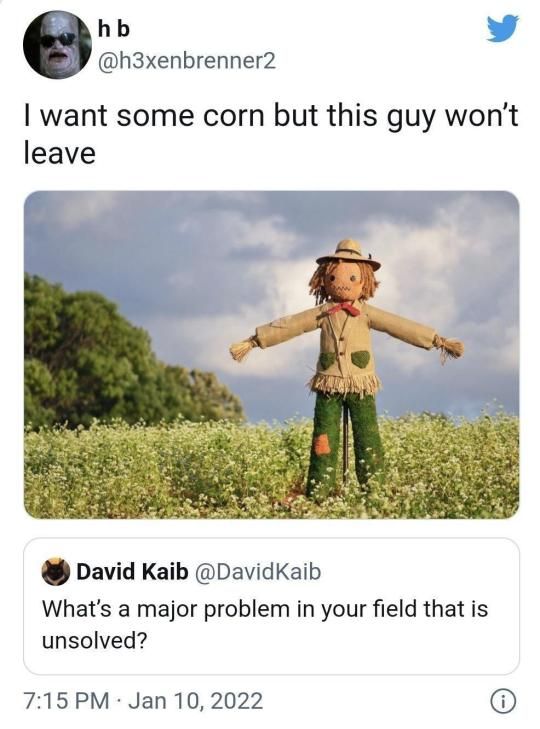 h b
@h3xenbrenner2
I want some corn but this guy won't
leave
David Kaib @DavidKaib
What's a major problem in your field that is
unsolved?
7:15 PM · Jan 10, 2022